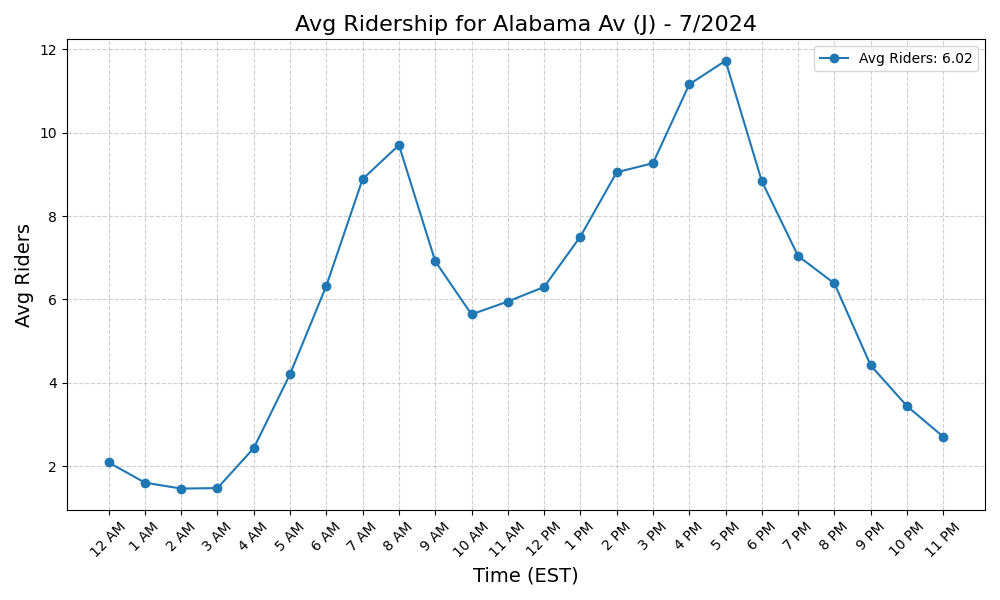 Avg Ridership for Alabama Av (J) - 7/2024
Avg Riders: 6.02
Avg Riders
12
10
8
6
4
2
12 AM
1 AM
2 AM
3 AM
4 AM
5 AM
6 AM
7 AM
8 AM
9 AM
10 AM
11 AM
12 PM
1 PM
2 PM
3 PM
4 PM
5 PM
6 PM
7 PM
8 PM
9 PM
10 PM
11 PM
Time (EST)